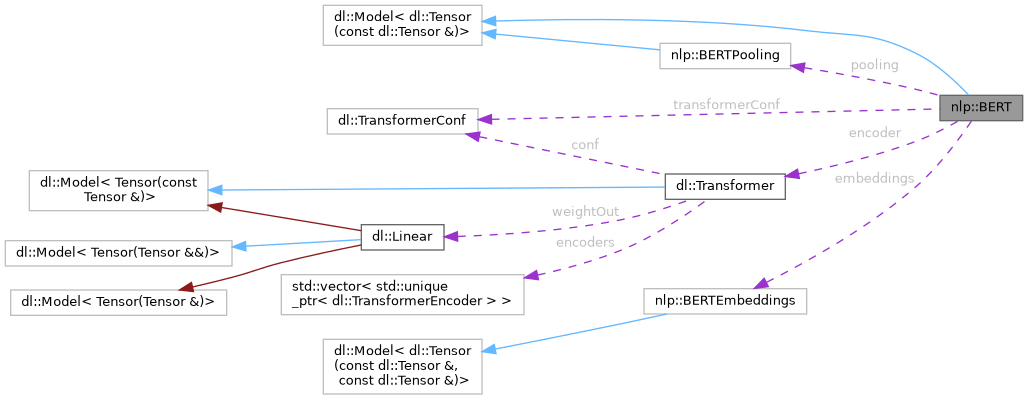 dl::Model< dl::Tensor
(const dl::Tensor &)>
nlp::BERTPooling
pooling
nlp::BERT
transformerConf
dl::TransformerConf
encoder
conf
embeddings
dl::Model< Tensor(const
Tensor &)>
dl::Transformer
weightOut
dl::Linear
encoders
dl::Model< Tensor(Tensor &&)>
std::vector< std::unique
_ptr< dl::TransformerEncoder > >
dl::Model< Tensor(Tensor &)>
nlp::BERTEmbeddings
dl::Model< dl::Tensor
(const dl::Tensor &,
const dl::Tensor &)>